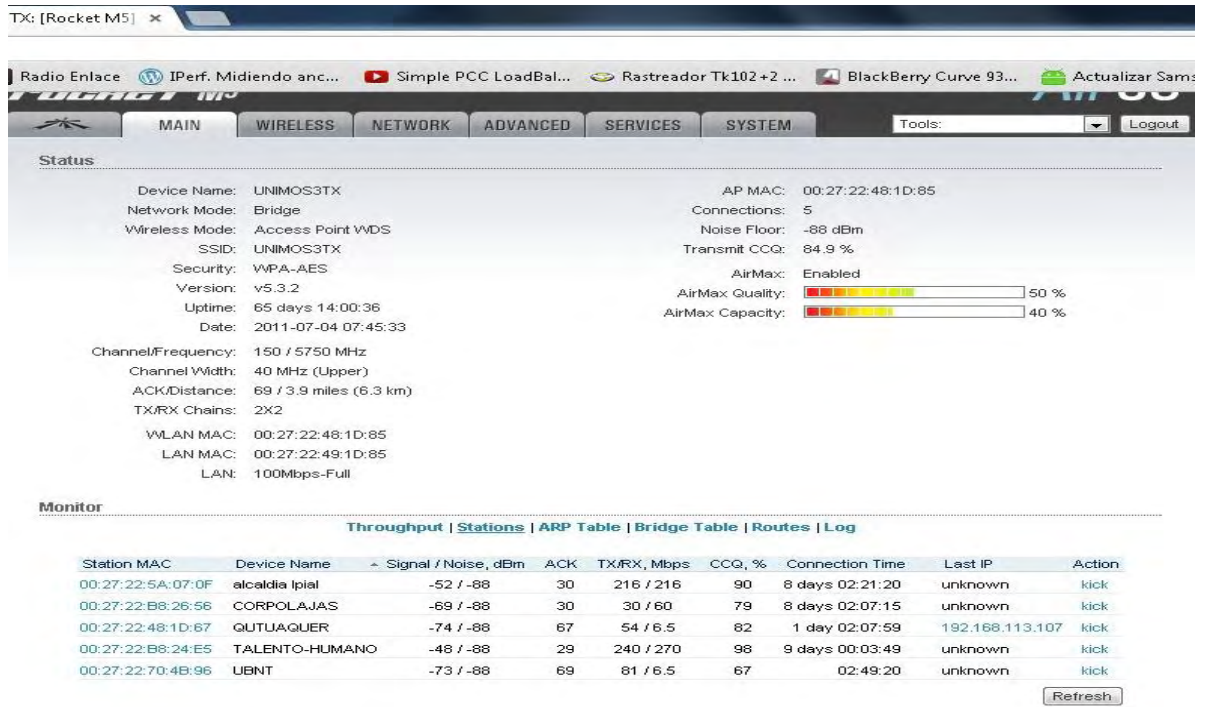 TX: [Rocket M5] ×
Radio Enlace IPerf. Midiendo anc... Simple PCC LoadBal... Rastreador Tk102+2 ... BlackBerry Curve 93... Actualizar Sams
MAIN WIRELESS NETWORK ADVANCED SERVICES SYSTEM Tools: Logout
Status
Device Name: UNIMOS3TX
Network Mode: Bridge
Wireless Mode: Access Point WDS
SSID: UNIMOS3TX
Security: WPA-AES
Version: v5.3.2
Uptime: 65 days 14:00:36
Date: 2011-07-04 07:45:33
Channel/Frequency: 150 / 5750 MHz
Channel Width: 40 MHz (Upper)
ACK/Distance: 69 / 3.9 miles (6.3 km)
TX/RX Chains: 2X2
WLAN MAC: 00:27:22:48:1D:85
LAN MAC: 00:27:22:49:1D:85
LAN: 100Mbps-Full
AP MAC: 00:27:22:48:1D:85
Connections: 5
Noise Floor: -88 dBm
Transmit CCQ: 84.9 %
AirMax: Enabled
AirMax Quality: 50 %
AirMax Capacity: 40 %
Monitor
Throughput | Stations | ARP Table | Bridge Table | Routes | Log
Station MAC Device Name Signal / Noise, dBm ACK TX/RX, Mbps CCQ, % Connection Time Last IP Action
00:27:22:5A:07:0F alcaldia Ipial -52 / -88 30 216 / 216 90 8 days 02:21:20 unknown kick
00:27:22:B8:26:56 CORPOLAJAS -69 / -88 30 30 / 60 79 8 days 02:07:15 unknown kick
00:27:22:48:1D:67 GUTUAQUER -74 / -88 67 54 / 6.5 82 1 day 02:07:59 192.168.113.107 kick
00:27:22:B8:24:E5 TALENTO-HUMANO -48 / -88 29 240 / 270 98 9 days 00:03:49 unknown kick
00:27:22:70:4B:96 UBNT -73 / -88 69 81 / 6.5 67 02:49:20 unknown kick
Refresh